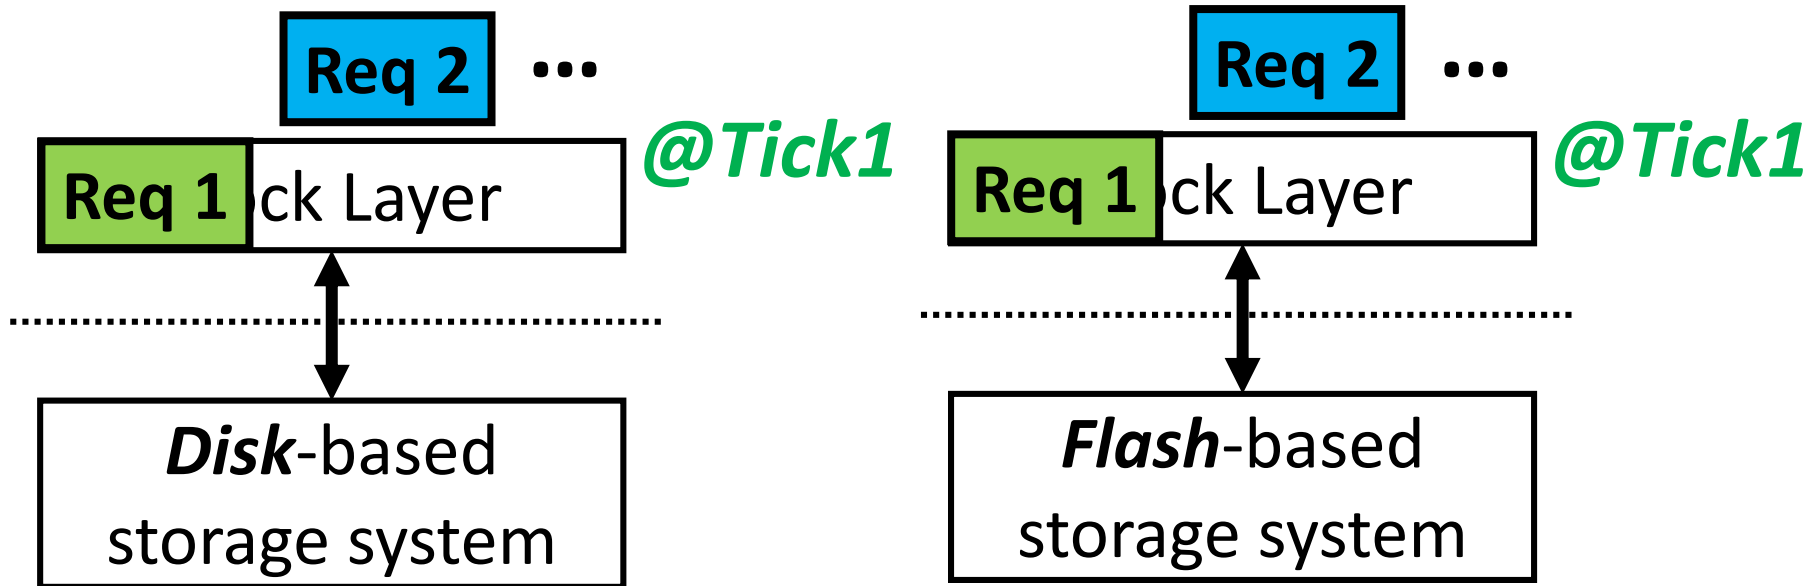 Req 2 ...
@Tick1
Req 1 ck Layer
Disk-based
storage system
Req 2 ...
@Tick1
Req 1 ck Layer
Flash-based
storage system